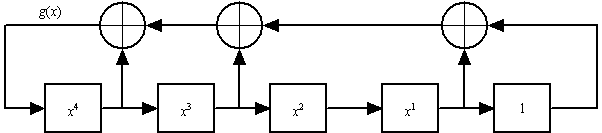 g(x)
x⁴ x³ x² x¹ 1